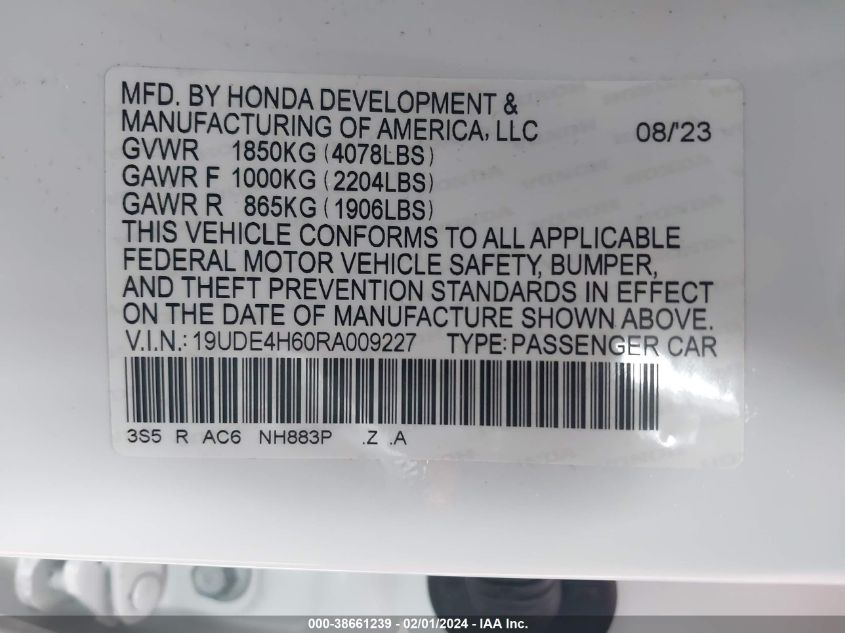 MFD. BY HONDA DEVELOPMENT &
MANUFACTURING OF AMERICA, LLC 08/'23
GVWR 1850KG (4078LBS)
GAWR F 1000KG (2204LBS)
GAWR R 865KG (1906LBS)
THIS VEHICLE CONFORMS TO ALL APPLICABLE
FEDERAL MOTOR VEHICLE SAFETY, BUMPER,
AND THEFT PREVENTION STANDARDS IN EFFECT
ON THE DATE OF MANUFACTURE SHOWN ABOVE.
V.I.N.: 19UDE4H60RA009227 TYPE: PASSENGER CAR
3S5 R AC6 NH883P .Z .A
000-38661239 - 02/01/2024 - IAA Inc.